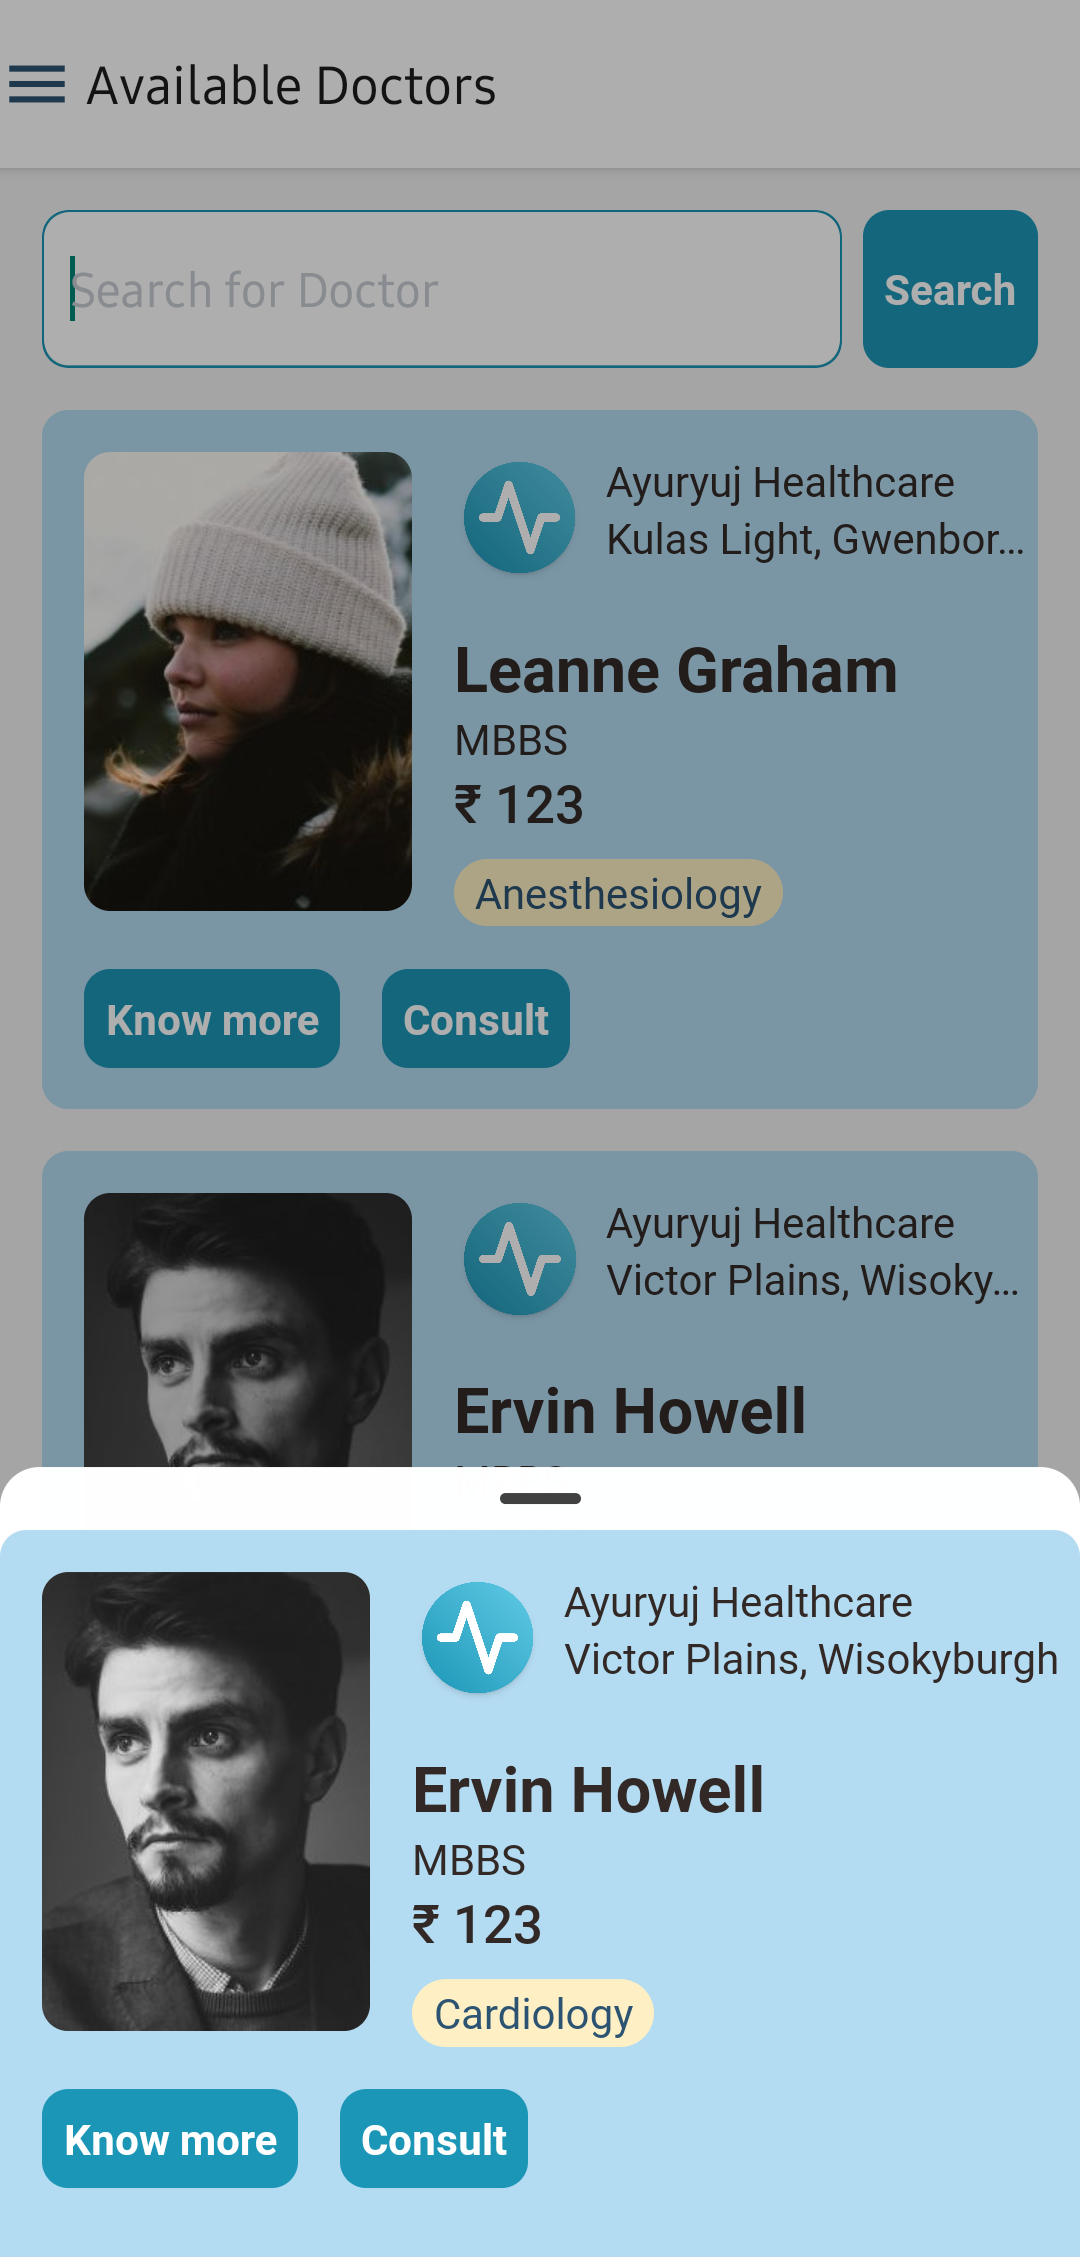 Available Doctors
Search for Doctor
Search
Ayuryuj Healthcare
Kulas Light, Gwenbor...
Leanne Graham
MBBS
₹ 123
Anesthesiology
Know more
Consult
Ayuryuj Healthcare
Victor Plains, Wisoky...
Ervin Howell
Ayuryuj Healthcare
Victor Plains, Wisokyburgh
Ervin Howell
MBBS
₹ 123
Cardiology
Know more
Consult